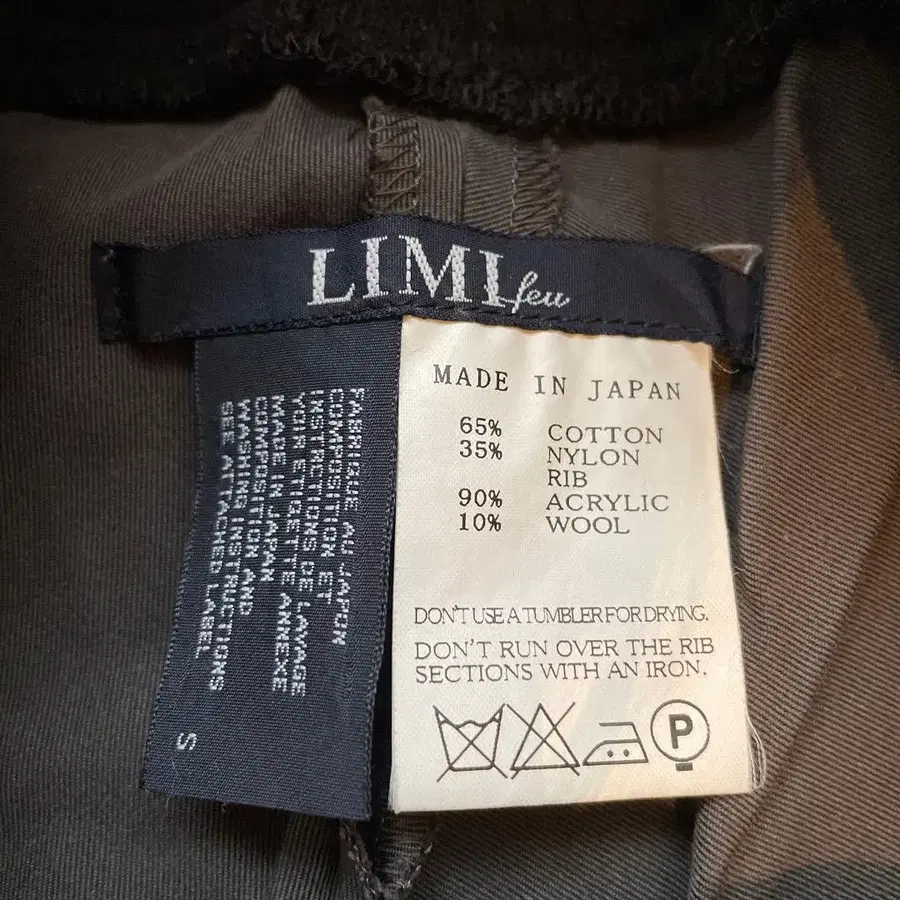 LIMI feu
MADE IN JAPAN
65% COTTON
35% NYLON
RIB
90% ACRYLIC
10% WOOL
DON'T USE A TUMBLER FOR DRYING.
DON'T RUN OVER THE RIB
SECTIONS WITH AN IRON.
P
FABRIQUE AU JAPON
COMPOSITION ET
INSTRUCTIONS DE LAVAGE
VOIR ETIQETTE ANNEXE
MADE IN JAPAN
COMPOSITION AND
WASHING INSTRUCTIONS
SEE ATTACHED LABEL
S